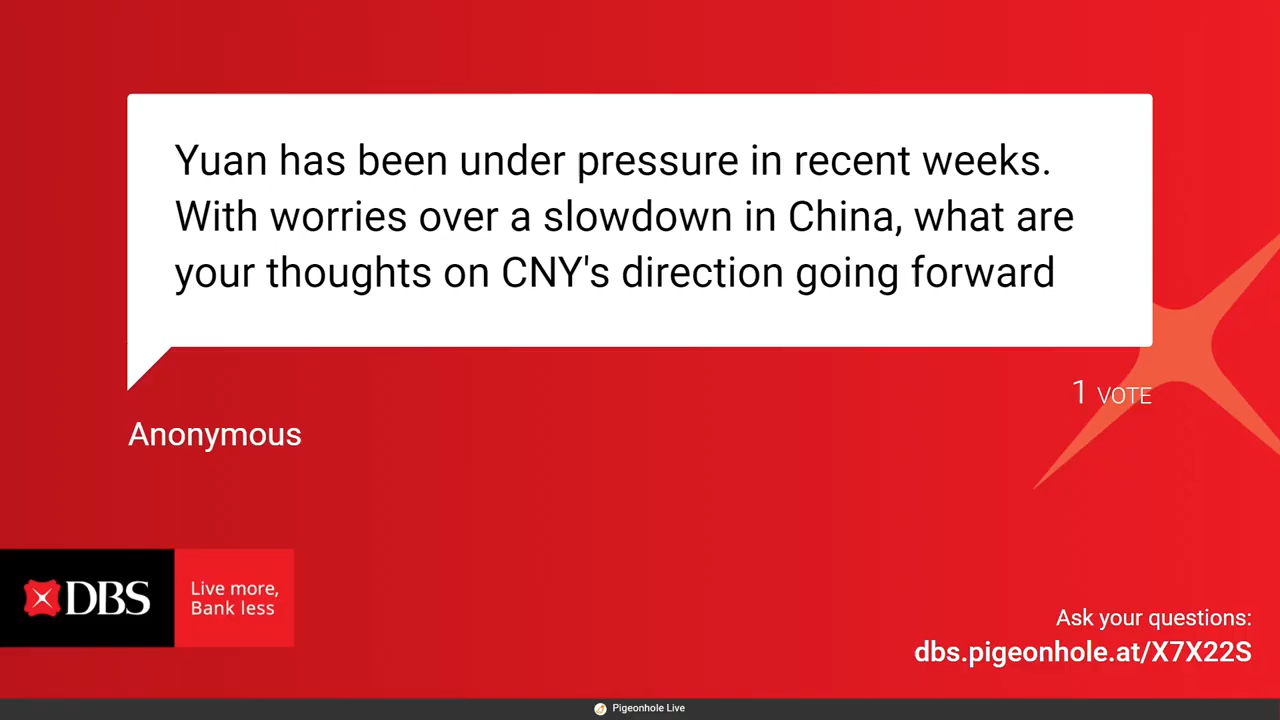 Yuan has been under pressure in recent weeks.
With worries over a slowdown in China, what are
your thoughts on CNY's direction going forward
1 VOTE
Anonymous
DBS
Live more,
Bank less
Ask your questions:
dbs.pigeonhole.at/X7X22S
Pigeonhole Live